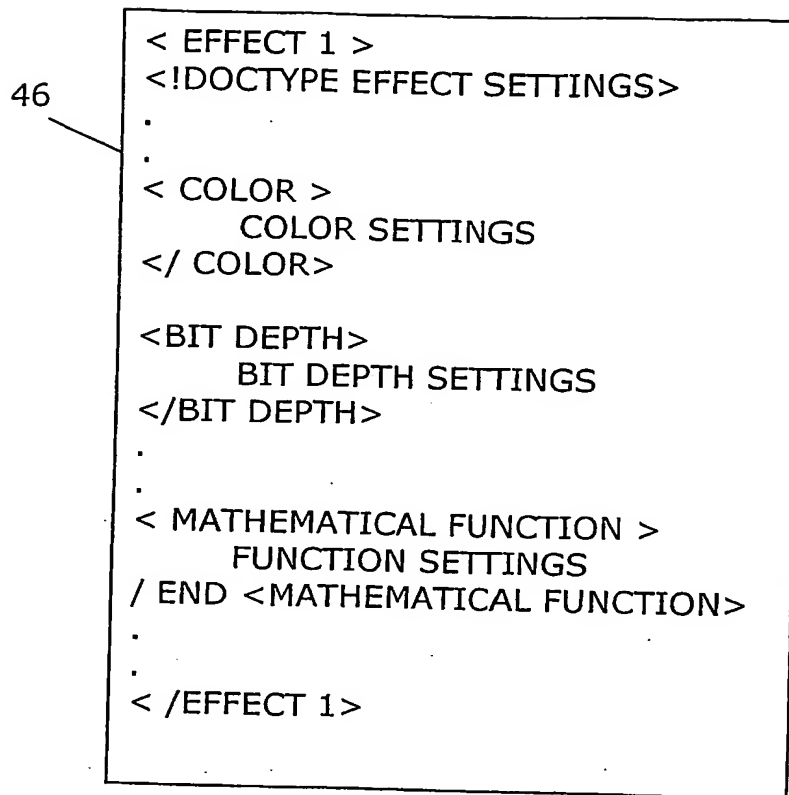 46
< EFFECT 1 >
<!DOCTYPE EFFECT SETTINGS>
.
.
< COLOR >
COLOR SETTINGS
</ COLOR>
<BIT DEPTH>
BIT DEPTH SETTINGS
</BIT DEPTH>
.
.
< MATHEMATICAL FUNCTION >
FUNCTION SETTINGS
/ END <MATHEMATICAL FUNCTION>
.
.
< /EFFECT 1>